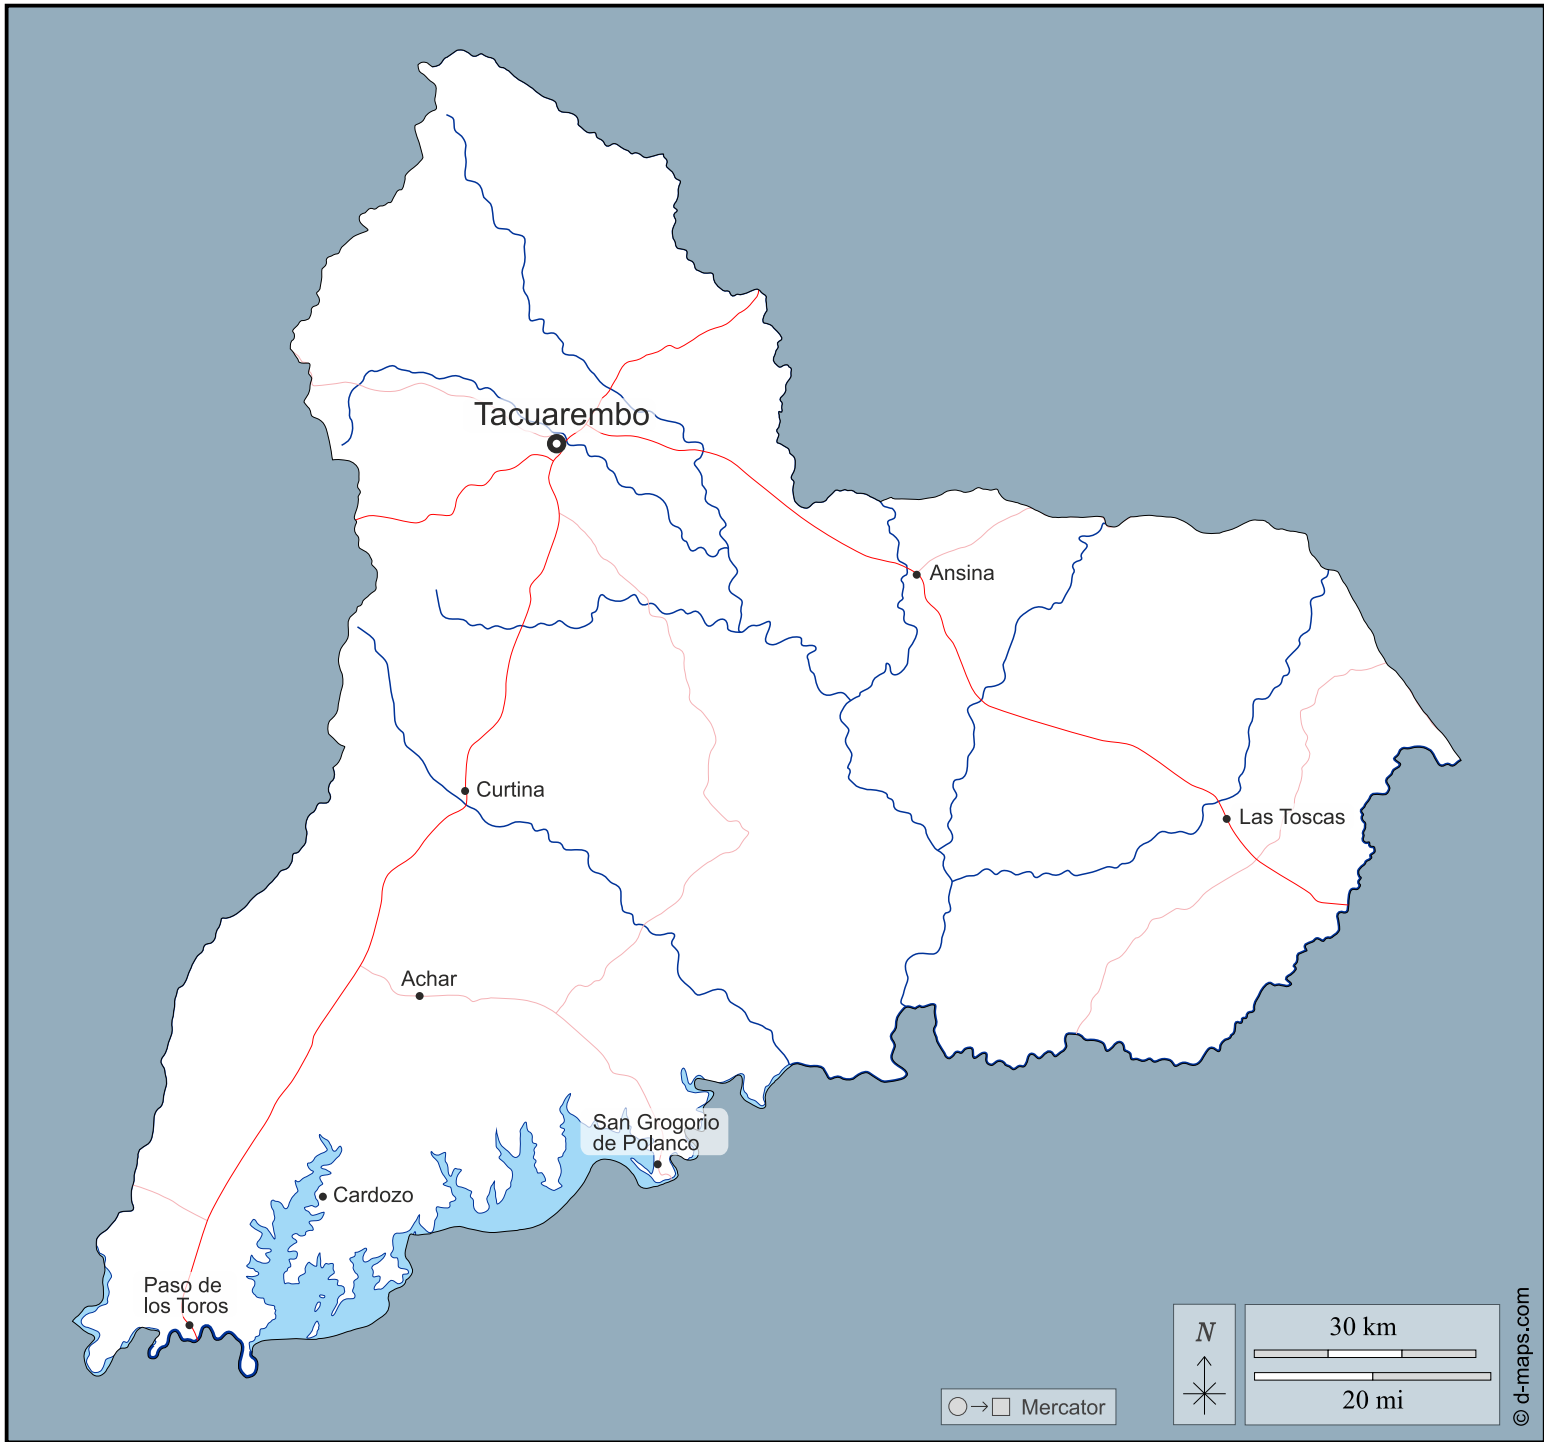 Tacuarembo
Ansina
Curtina
Las Toscas
Achar
San Grogorio
de Polanco
Cardozo
Paso de
los Toros
N
30 km
20 mi
Mercator
© d-maps.com